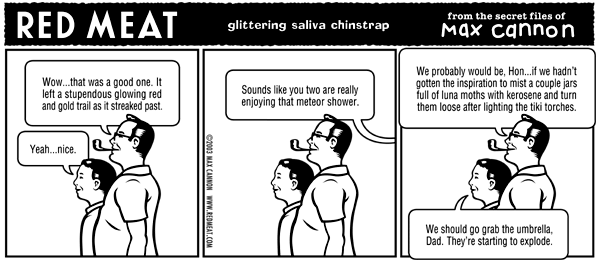 RED MEAT
glittering saliva chinstrap
from the secret files of
Max cannon
Wow...that was a good one. It
left a stupendous glowing red
and gold trail as it streaked past.
Yeah...nice.
©2003 MAX CANNON WWW.REDMEAT.COM
Sounds like you two are really
enjoying that meteor shower.
We probably would be, Hon...if we hadn't
gotten the inspiration to mist a couple jars
full of luna moths with kerosene and turn
them loose after lighting the tiki torches.
We should go grab the umbrella,
Dad. They're starting to explode.